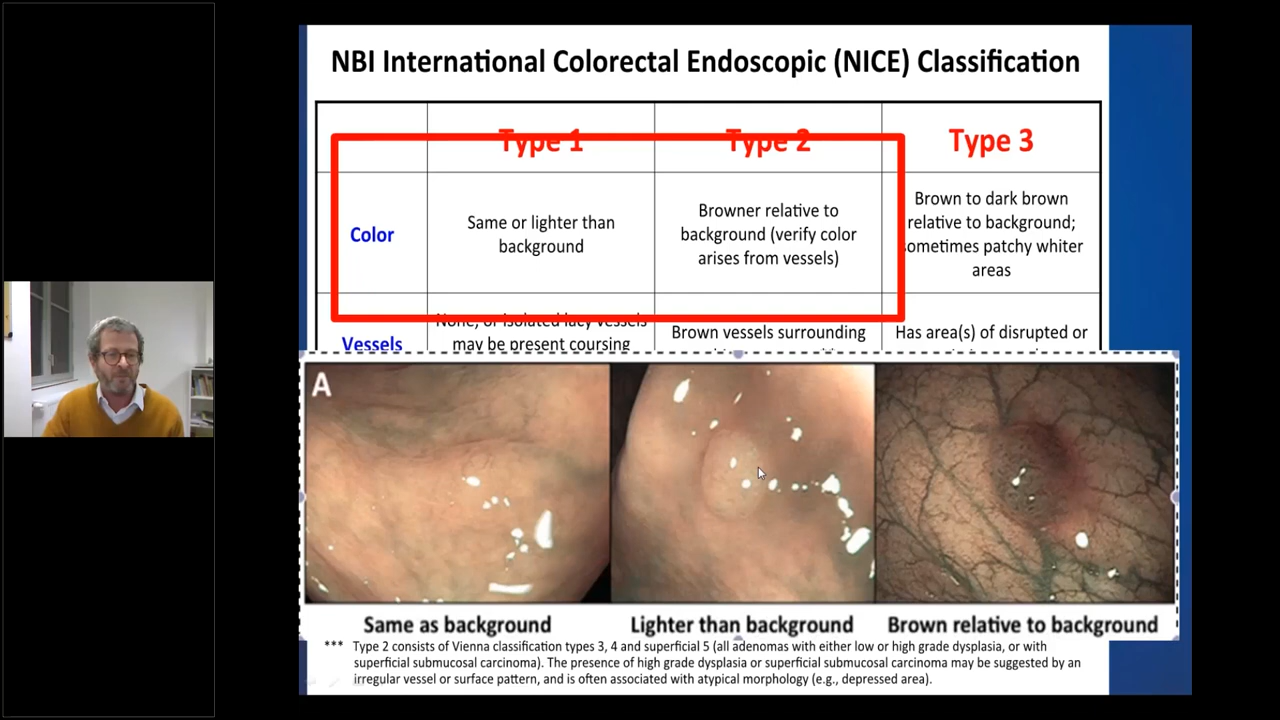 NBI International Colorectal Endoscopic (NICE) Classification
Type 1
Type 2
Type 3
Color
Same or lighter than
background
Browner relative to
background (verify color
arises from vessels)
Brown to dark brown
relative to background;
sometimes patchy whiter
areas
Vessels
None, or isolated lacy vessels
may be present coursing
Brown vessels surrounding
Has area(s) of disrupted or
A
Same as background
Lighter than background
Brown relative to background
*** Type 2 consists of Vienna classification types 3, 4 and superficial 5 (all adenomas with either low or high grade dysplasia, or with
superficial submucosal carcinoma). The presence of high grade dysplasia or superficial submucosal carcinoma may be suggested by an
irregular vessel or surface pattern, and is often associated with atypical morphology (e.g., depressed area).